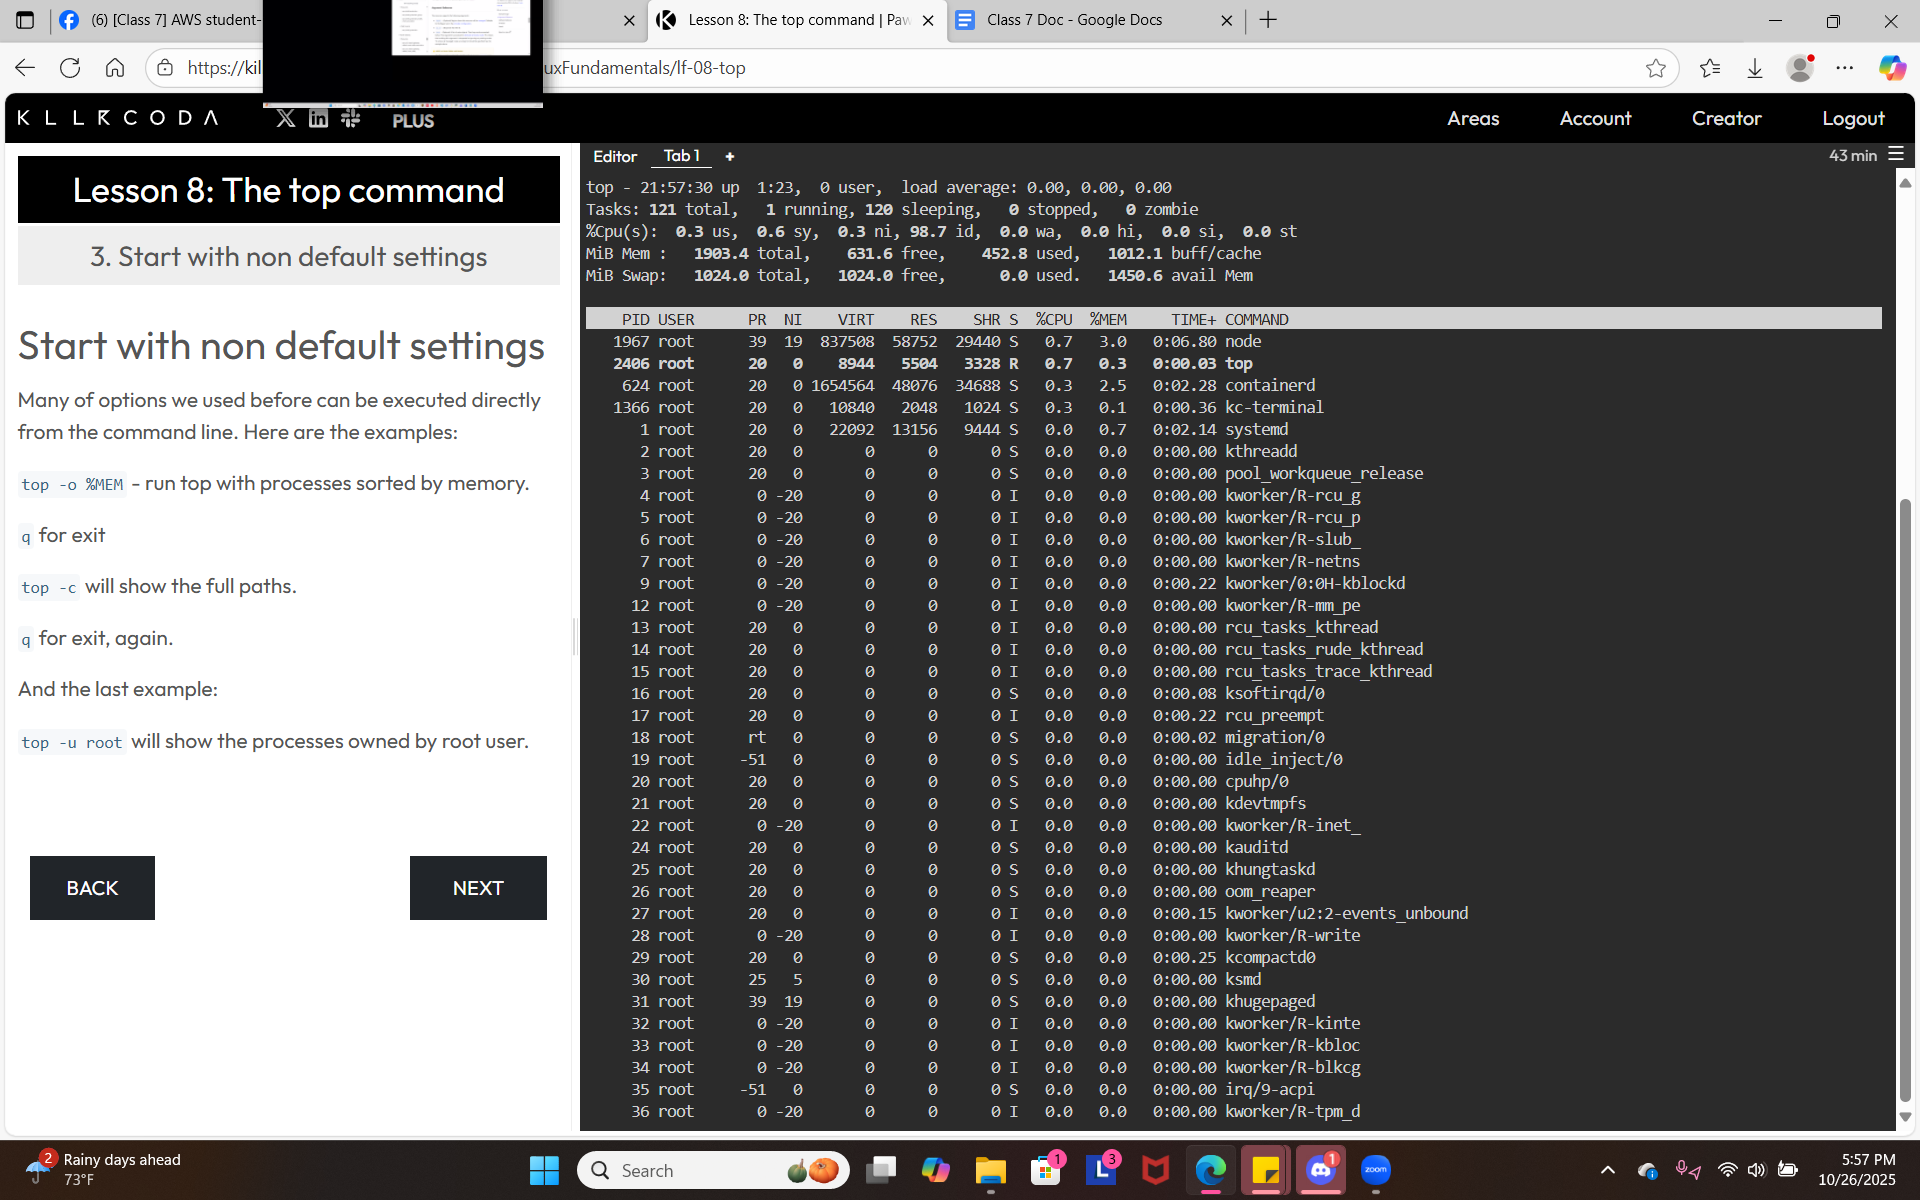 (6) [Class 7] AWS student-
Lesson 8: The top command | Paw
Class 7 Doc - Google Docs
https://kil
uxFundamentals/lf-08-top
KLLRCODA
PLUS
Areas
Account
Creator
Logout
Lesson 8: The top command
3. Start with non default settings
Start with non default settings
Many of options we used before can be executed directly
from the command line. Here are the examples:
top -o %MEM - run top with processes sorted by memory.
q for exit
top -c will show the full paths.
q for exit, again.
And the last example:
top -u root will show the processes owned by root user.
BACK
NEXT
Editor
Tab 1
+
43 min
top - 21:57:30 up  1:23,  0 user,  load average: 0.00, 0.00, 0.00
Tasks: 121 total,   1 running, 120 sleeping,   0 stopped,   0 zombie
%Cpu(s):  0.3 us,  0.6 sy,  0.3 ni, 98.7 id,  0.0 wa,  0.0 hi,  0.0 si,  0.0 st
MiB Mem :   1903.4 total,    631.6 free,    452.8 used,   1012.1 buff/cache
MiB Swap:   1024.0 total,   1024.0 free,      0.0 used.   1450.6 avail Mem
PID USER PR NI VIRT RES SHR S %CPU %MEM TIME+ COMMAND
1967 root 39 19 837508 58752 29440 S 0.7 3.0 0:06.80 node
2406 root 20 0 8944 5504 3328 R 0.7 0.3 0:00.03 top
624 root 20 0 1654564 48076 34688 S 0.3 2.5 0:02.28 containerd
1366 root 20 0 10840 2048 1024 S 0.3 0.1 0:00.36 kc-terminal
1 root 20 0 22092 13156 9444 S 0.0 0.7 0:02.14 systemd
2 root 20 0 0 0 0 S 0.0 0.0 0:00.00 kthreadd
3 root 20 0 0 0 0 S 0.0 0.0 0:00.00 pool_workqueue_release
4 root 0 -20 0 0 0 I 0.0 0.0 0:00.00 kworker/R-rcu_g
5 root 0 -20 0 0 0 I 0.0 0.0 0:00.00 kworker/R-rcu_p
6 root 0 -20 0 0 0 I 0.0 0.0 0:00.00 kworker/R-slub_
7 root 0 -20 0 0 0 I 0.0 0.0 0:00.00 kworker/R-netns
9 root 0 -20 0 0 0 I 0.0 0.0 0:00.22 kworker/0:0H-kblockd
12 root 0 -20 0 0 0 I 0.0 0.0 0:00.00 kworker/R-mm_pe
13 root 20 0 0 0 0 I 0.0 0.0 0:00.00 rcu_tasks_kthread
14 root 20 0 0 0 0 I 0.0 0.0 0:00.00 rcu_tasks_rude_kthread
15 root 20 0 0 0 0 I 0.0 0.0 0:00.00 rcu_tasks_trace_kthread
16 root 20 0 0 0 0 S 0.0 0.0 0:00.08 ksoftirqd/0
17 root 20 0 0 0 0 I 0.0 0.0 0:00.22 rcu_preempt
18 root rt 0 0 0 0 S 0.0 0.0 0:00.02 migration/0
19 root -51 0 0 0 0 S 0.0 0.0 0:00.00 idle_inject/0
20 root 20 0 0 0 0 S 0.0 0.0 0:00.00 cpuhp/0
21 root 20 0 0 0 0 S 0.0 0.0 0:00.00 kdevtmpfs
22 root 0 -20 0 0 0 I 0.0 0.0 0:00.00 kworker/R-inet_
24 root 20 0 0 0 0 S 0.0 0.0 0:00.00 kauditd
25 root 20 0 0 0 0 S 0.0 0.0 0:00.00 khungtaskd
26 root 20 0 0 0 0 S 0.0 0.0 0:00.00 oom_reaper
27 root 20 0 0 0 0 I 0.0 0.0 0:00.15 kworker/u2:2-events_unbound
28 root 0 -20 0 0 0 I 0.0 0.0 0:00.00 kworker/R-write
29 root 20 0 0 0 0 S 0.0 0.0 0:00.25 kcompactd0
30 root 25 5 0 0 0 S 0.0 0.0 0:00.00 ksmd
31 root 39 19 0 0 0 S 0.0 0.0 0:00.00 khugepaged
32 root 0 -20 0 0 0 I 0.0 0.0 0:00.00 kworker/R-kinte
33 root 0 -20 0 0 0 I 0.0 0.0 0:00.00 kworker/R-kbloc
34 root 0 -20 0 0 0 I 0.0 0.0 0:00.00 kworker/R-blkcg
35 root -51 0 0 0 0 S 0.0 0.0 0:00.00 irq/9-acpi
36 root 0 -20 0 0 0 I 0.0 0.0 0:00.00 kworker/R-tpm_d
2
Rainy days ahead
73°F
Search
1
L
3
1
zoom
5:57 PM
10/26/2025